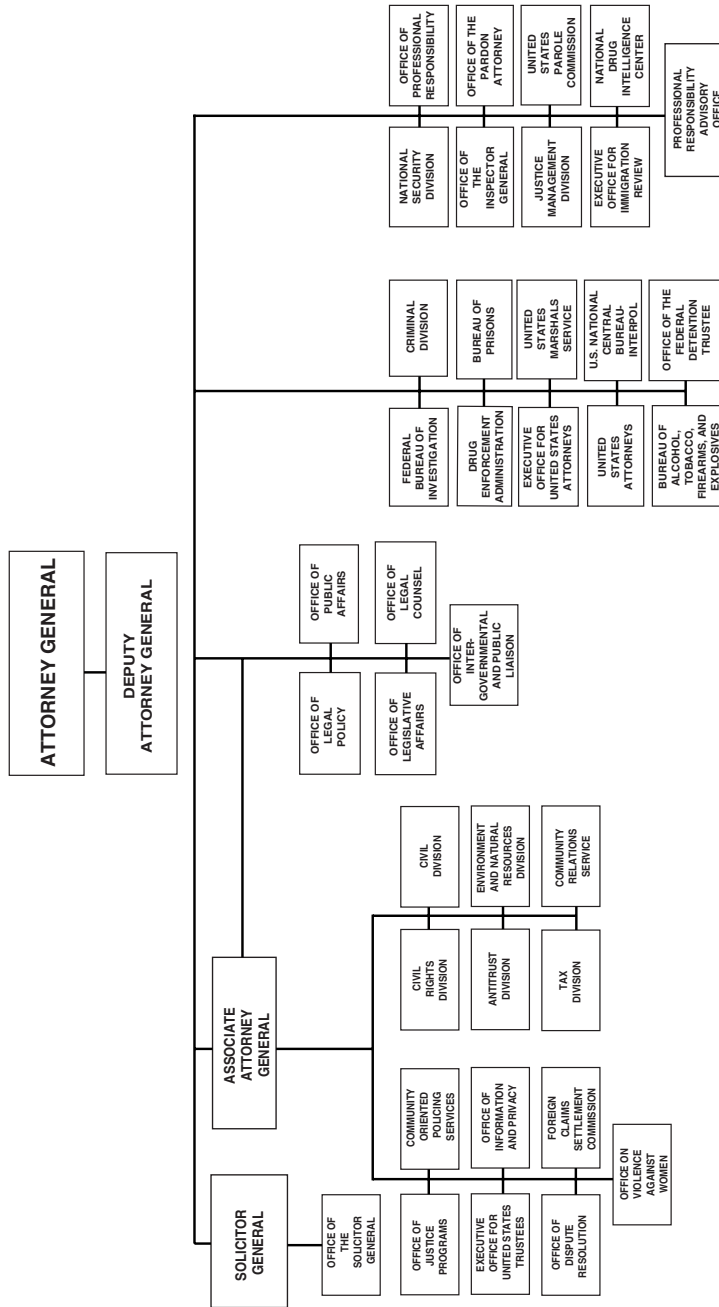 ATTORNEY GENERAL
DEPUTY
ATTORNEY GENERAL
SOLICITOR
GENERAL
ASSOCIATE
ATTORNEY
GENERAL
OFFICE OF
THE
SOLICITOR
GENERAL
OFFICE OF
JUSTICE
PROGRAMS
COMMUNITY
ORIENTED
POLICING
SERVICES
EXECUTIVE
OFFICE FOR
UNITED STATES
TRUSTEES
OFFICE OF
INFORMATION
AND PRIVACY
OFFICE OF
DISPUTE
RESOLUTION
FOREIGN
CLAIMS
SETTLEMENT
COMMISSION
OFFICE ON
VIOLENCE
AGAINST
WOMEN
CIVIL
RIGHTS
DIVISION
CIVIL
DIVISION
ANTITRUST
DIVISION
ENVIRONMENT
AND NATURAL
RESOURCES
DIVISION
TAX
DIVISION
COMMUNITY
RELATIONS
SERVICE
OFFICE OF
LEGAL
POLICY
OFFICE OF
PUBLIC
AFFAIRS
OFFICE OF
LEGISLATIVE
AFFAIRS
OFFICE OF
LEGAL
COUNSEL
OFFICE OF
INTER-
GOVERNMENTAL
AND PUBLIC
LIAISON
FEDERAL
BUREAU OF
INVESTIGATION
CRIMINAL
DIVISION
DRUG
ENFORCEMENT
ADMINISTRATION
BUREAU OF
PRISONS
EXECUTIVE
OFFICE FOR
UNITED STATES
ATTORNEYS
UNITED
STATES
MARSHALS
SERVICE
UNITED
STATES
ATTORNEYS
U.S. NATIONAL
CENTRAL
BUREAU-
INTERPOL
BUREAU OF
ALCOHOL,
TOBACCO,
FIREARMS, AND
EXPLOSIVES
OFFICE OF THE
FEDERAL
DETENTION
TRUSTEE
NATIONAL
SECURITY
DIVISION
OFFICE OF
PROFESSIONAL
RESPONSIBILITY
OFFICE OF
THE
INSPECTOR
GENERAL
OFFICE OF THE
PARDON
ATTORNEY
JUSTICE
MANAGEMENT
DIVISION
UNITED
STATES
PAROLE
COMMISSION
EXECUTIVE
OFFICE FOR
IMMIGRATION
REVIEW
NATIONAL
DRUG
INTELLIGENCE
CENTER
PROFESSIONAL
RESPONSIBILITY
ADVISORY
OFFICE